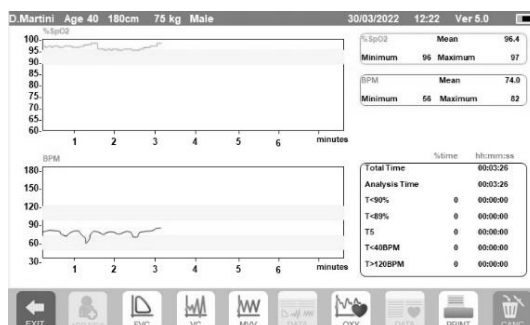 D.Martini Age 40 180cm 75 kg Male 30/03/2022 12:22 Ver 5.0
%SpO2
100
95
90
85
80
75
70
65
60
1 2 3 4 5 6 minutes
%SpO2 Mean 96.4
Minimum 96 Maximum 97
BPM Mean 74.0
Minimum 56 Maximum 82
BPM
180
150
120
90
60
30
1 2 3 4 5 6 minutes
%time hh:mm:ss
Total Time 00:03:26
Analysis Time 00:03:26
T<90% 0 00:00:00
T<89% 0 00:00:00
T5 0 00:00:00
T<40BPM 0 00:00:00
T>120BPM 0 00:00:00
EXIT FVC VC MVV DATA OXY DATA PRINT CANC